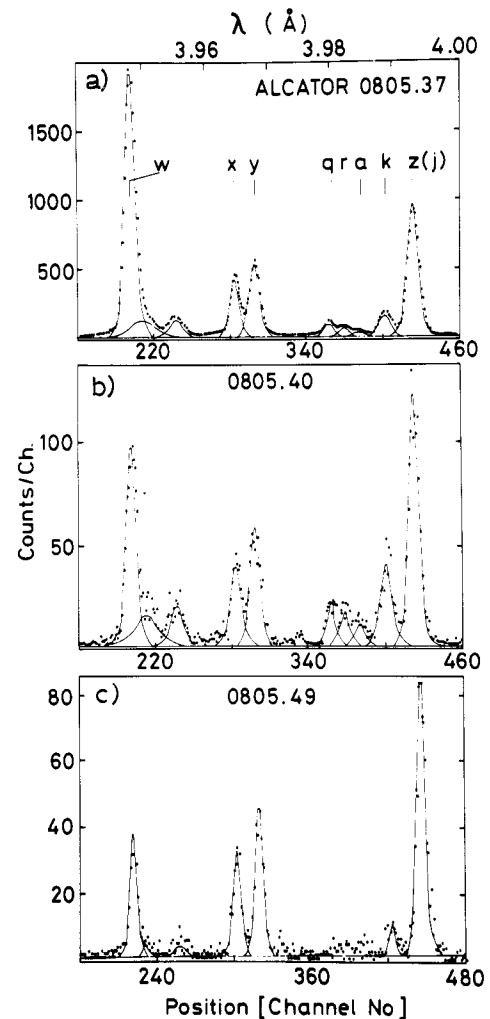 λ (Å)
3.96 3.98 4.00
a) ALCATOR 0805.37
w x y q r a k z(j)
1500
1000
500
220 340 460
b) 0805.40
100
50
220 340 460
Counts/Ch.
c) 0805.49
80
60
40
20
240 360 480
Position [Channel No]